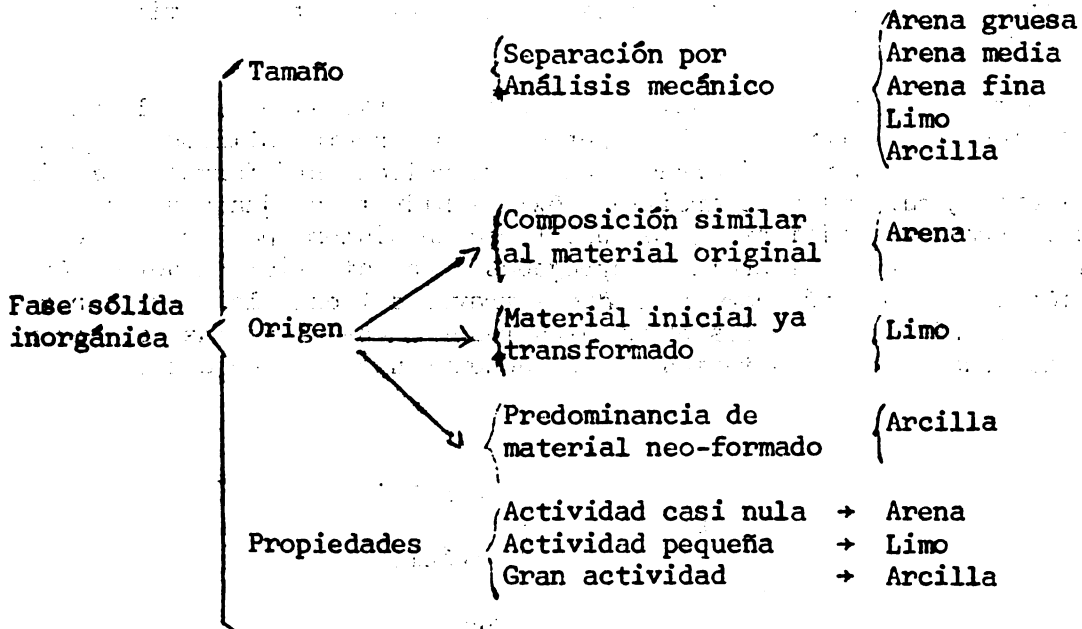 Tamaño
Separación por
Análisis mecánico
Arena gruesa
Arena media
Arena fina
Limo
Arcilla
Fase sólida
inorgánica
Origen
Composición similar
al material original
Arena
Material inicial ya
transformado
Limo.
Predominancia de
material neo-formado
Arcilla
Propiedades
Actividad casi nula → Arena
Actividad pequeña → Limo
Gran actividad → Arcilla